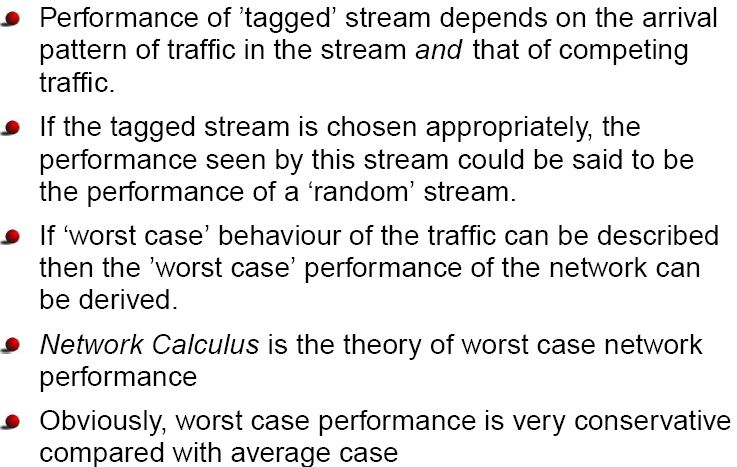 Performance of ’tagged’ stream depends on the arrival
pattern of traffic in the stream and that of competing
traffic.
If the tagged stream is chosen appropriately, the
performance seen by this stream could be said to be
the performance of a ‘random’ stream.
If ‘worst case’ behaviour of the traffic can be described
then the ’worst case’ performance of the network can
be derived.
Network Calculus is the theory of worst case network
performance
Obviously, worst case performance is very conservative
compared with average case